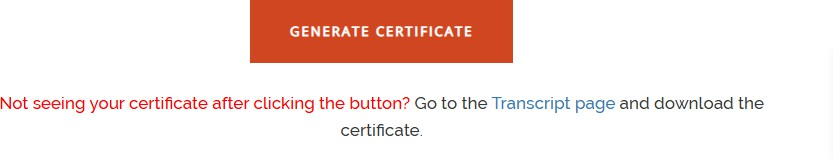 GENERATE CERTIFICATE
Not seeing your certificate after clicking the button? Go to the Transcript page and download the
certificate.